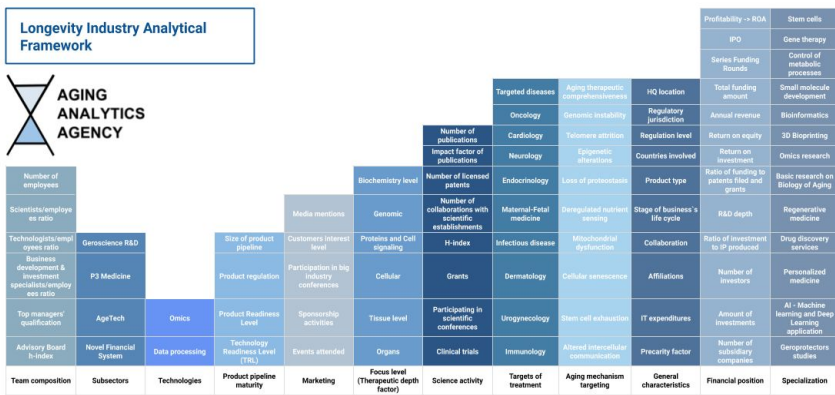 Longevity Industry Analytical
Framework
AGING
ANALYTICS
AGENCY
Profitability -> ROA
Stem cells
IPO
Gene therapy
Series Funding
Rounds
Control of
metabolic
processes
Targeted diseases
Aging therapeutic
comprehensiveness
HQ location
Total funding
amount
Small molecule
development
Oncology
Genomic instability
Regulatory
jurisdiction
Annual revenue
Bioinformatics
Number of
publications
Cardiology
Telomere attrition
Regulation level
Return on equity
3D Bioprinting
Impact factor of
publications
Neurology
Epigenetic
alterations
Countries involved
Return on
investment
Omics research
Number of
employees
Biochemistry level
Number of licensed
patents
Endocrinology
Loss of proteostasis
Product type
Ratio of funding to
patents filed and
grants
Basic research on
Biology of Aging
Scientists/employe
es ratio
Media mentions
Genomic
Number of
collaborations with
scientific
establishments
Maternal-Fetal
medicine
Deregulated nutrient
sensing
Stage of business`s
life cycle
R&D depth
Regenerative
medicine
Technologists/empl
oyees ratio
Geroscience R&D
Size of product
pipeline
Customers interest
level
Proteins and Cell
signaling
H-index
Infectious disease
Mitochondrial
dysfunction
Collaboration
Ratio of investment
to IP produced
Drug discovery
services
Business
development &
investment
specialists/employ
ees ratio
P3 Medicine
Product regulation
Participation in big
industry
conferences
Cellular
Grants
Dermatology
Cellular senescence
Affiliations
Number of
investors
Personalized
medicine
Top managers'
qualification
AgeTech
Omics
Product Readiness
Level
Sponsorship
activities
Tissue level
Participating in
scientific
conferences
Urogynecology
Stem cell exhaustion
IT expenditures
Amount of
investments
AI - Machine
learning and Deep
Learning
application
Advisory Board
h-index
Novel Financial
System
Data processing
Technology
Readiness Level
(TRL)
Events attended
Organs
Clinical trials
Immunology
Altered intercellular
communication
Precarity factor
Number of
subsidiary
companies
Geroprotectors
studies
Team composition
Subsectors
Technologies
Product pipeline
maturity
Marketing
Focus level
(Therapeutic depth
factor)
Science activity
Targets of
treatment
Aging mechanism
targeting
General
characteristics
Financial position
Specialization